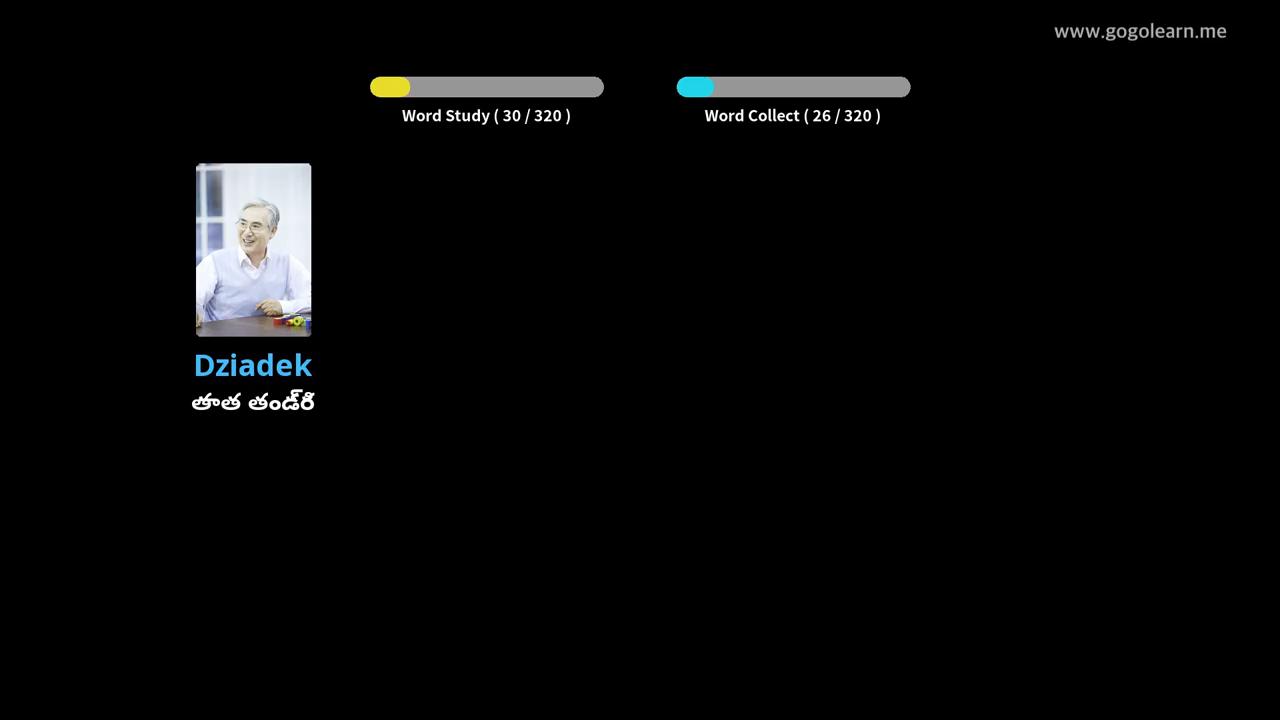 www.gogolearn.me
Word Study ( 30 / 320 )
Word Collect ( 26 / 320 )
Dziadek
తాత తండ్రి